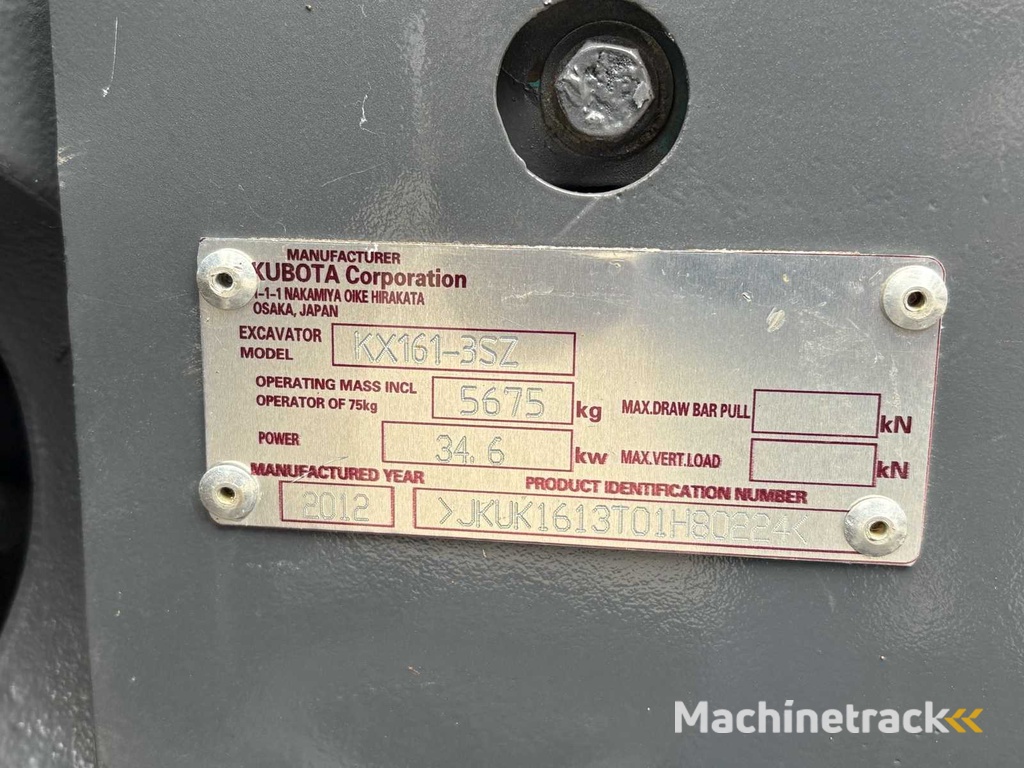 MANUFACTURER
KUBOTA Corporation
1-1-1 NAKAMIYA OIKE HIRAKATA
OSAKA, JAPAN
EXCAVATOR MODEL KX161-3SZ
OPERATING MASS INCL OPERATOR OF 75kg 5675 kg MAX.DRAW BAR PULL kN
POWER 34.6 kw MAX.VERT.LOAD kN
MANUFACTURED YEAR PRODUCT IDENTIFICATION NUMBER
2012 >JKUK1613T01H80224<
Machinetrack